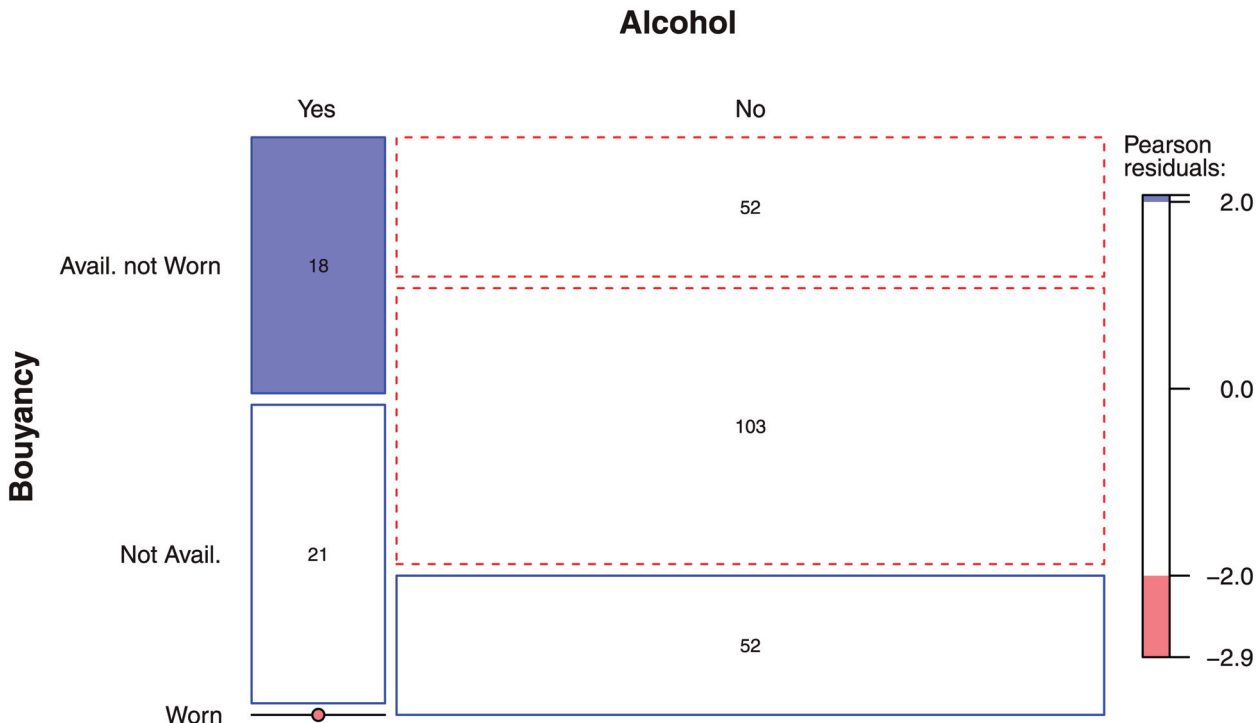 Alcohol
Yes
No
Pearson
residuals:
52
2.0
Avail. not Worn
18
0.0
Bouyancy
103
Not Avail.
21
−2.0
52
−2.9
Worn